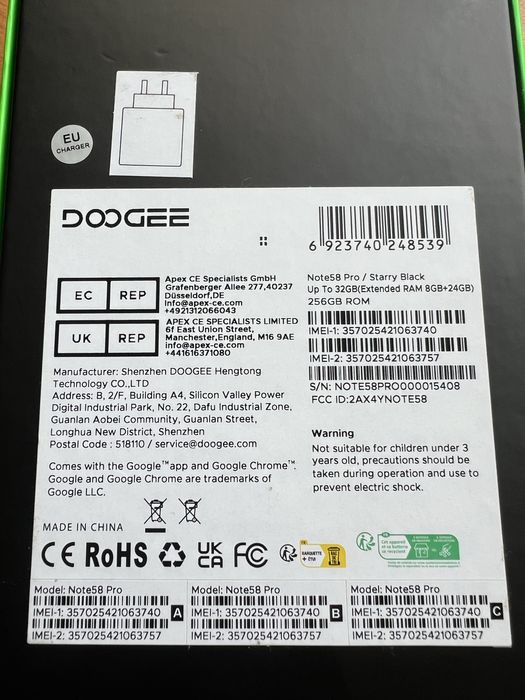 EU
CHARGER
DOOGEE
6 923740 248539
EC REP
Apex CE Specialists GmbH
Grafenberger Allee 277,40237
Düsseldorf,DE
Info@apex-ce.com
+4921312066043
UK REP
APEX CE SPECIALISTS LIMITED
6f East Union Street,
Manchester,England, M16 9AE
info@apex-ce.com
+441616371080
Manufacturer: Shenzhen DOOGEE Hengtong
Technology CO.,LTD
Address: B, 2/F, Building A4, Silicon Valley Power
Digital Industrial Park, No. 22, Dafu Industrial Zone,
Guanlan Aobei Community, Guanlan Street,
Longhua New District, Shenzhen
Postal Code : 518110 / service@doogee.com
Comes with the Google™app and Google Chrome™.
Google and Google Chrome are trademarks of
Google LLC.
MADE IN CHINA
Note58 Pro / Starry Black
Up To 32GB(Extended RAM 8GB+24GB)
256GB ROM
IMEI-1: 357025421063740
IMEI-2: 357025421063757
S/N: NOTE58PRO000015408
FCC ID:2AX4YNOTE58
Warning
Not suitable for children under 3
years old, precautions should be
taken during operation and use to
prevent electric shock.
CE RoHS UK CA FC
BARQUETTE
+ ÉTUI
Cet appareil
et sa batterie
se recyclent
Model: Note58 Pro
IMEI-1: 357025421063740 A
IMEI-2: 357025421063757
Model: Note58 Pro
IMEI-1: 357025421063740 B
IMEI-2: 357025421063757
Model: Note58 Pro
IMEI-1: 357025421063740 C
IMEI-2: 357025421063757